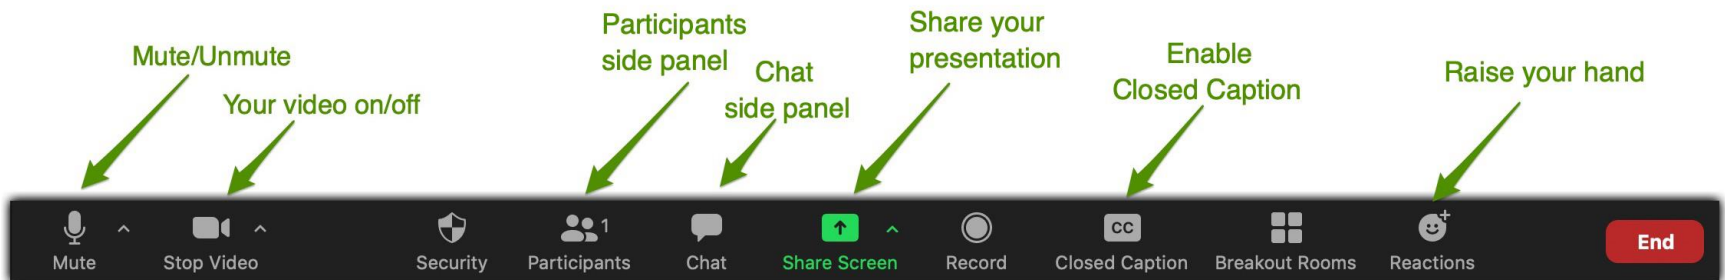 Mute/Unmute
Your video on/off
Participants
side panel
Chat
side panel
Share your
presentation
Enable
Closed Caption
Raise your hand
1
CC
Mute
Stop Video
Security
Participants
Chat
Share Screen
Record
Closed Caption
Breakout Rooms
Reactions
End